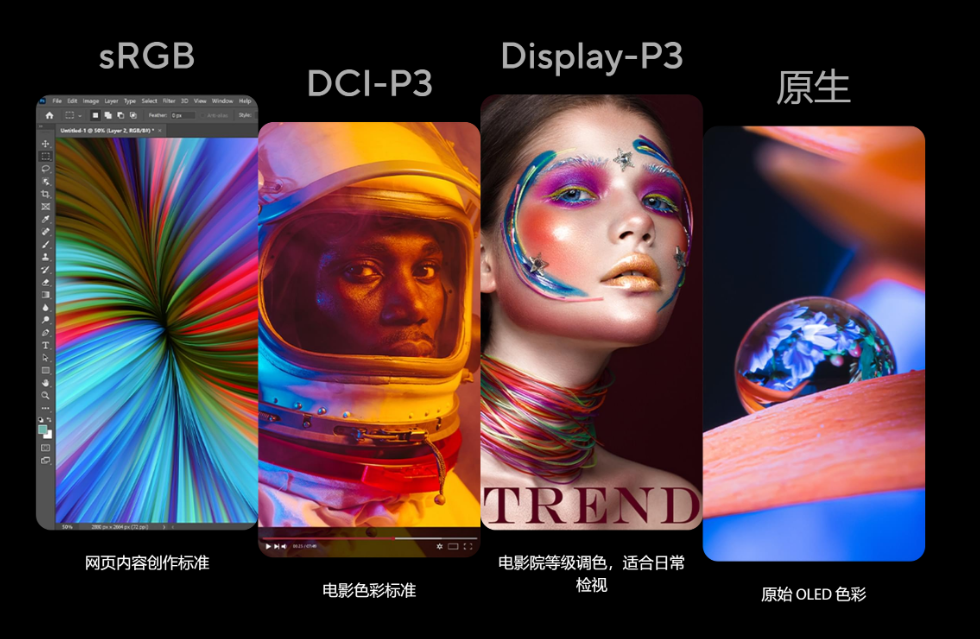 sRGB
DCI-P3
Display-P3
原生
File Edit Image Layer Type Select Filter 3D View Window Help
Feather: 0 px
Style:
Untitled-1 @ 50% (Layer 2, RGB/8*) *
50%
TREND
网页内容创作标准
电影色彩标准
电影院等级调色，适合日常
检视
原始 OLED 色彩